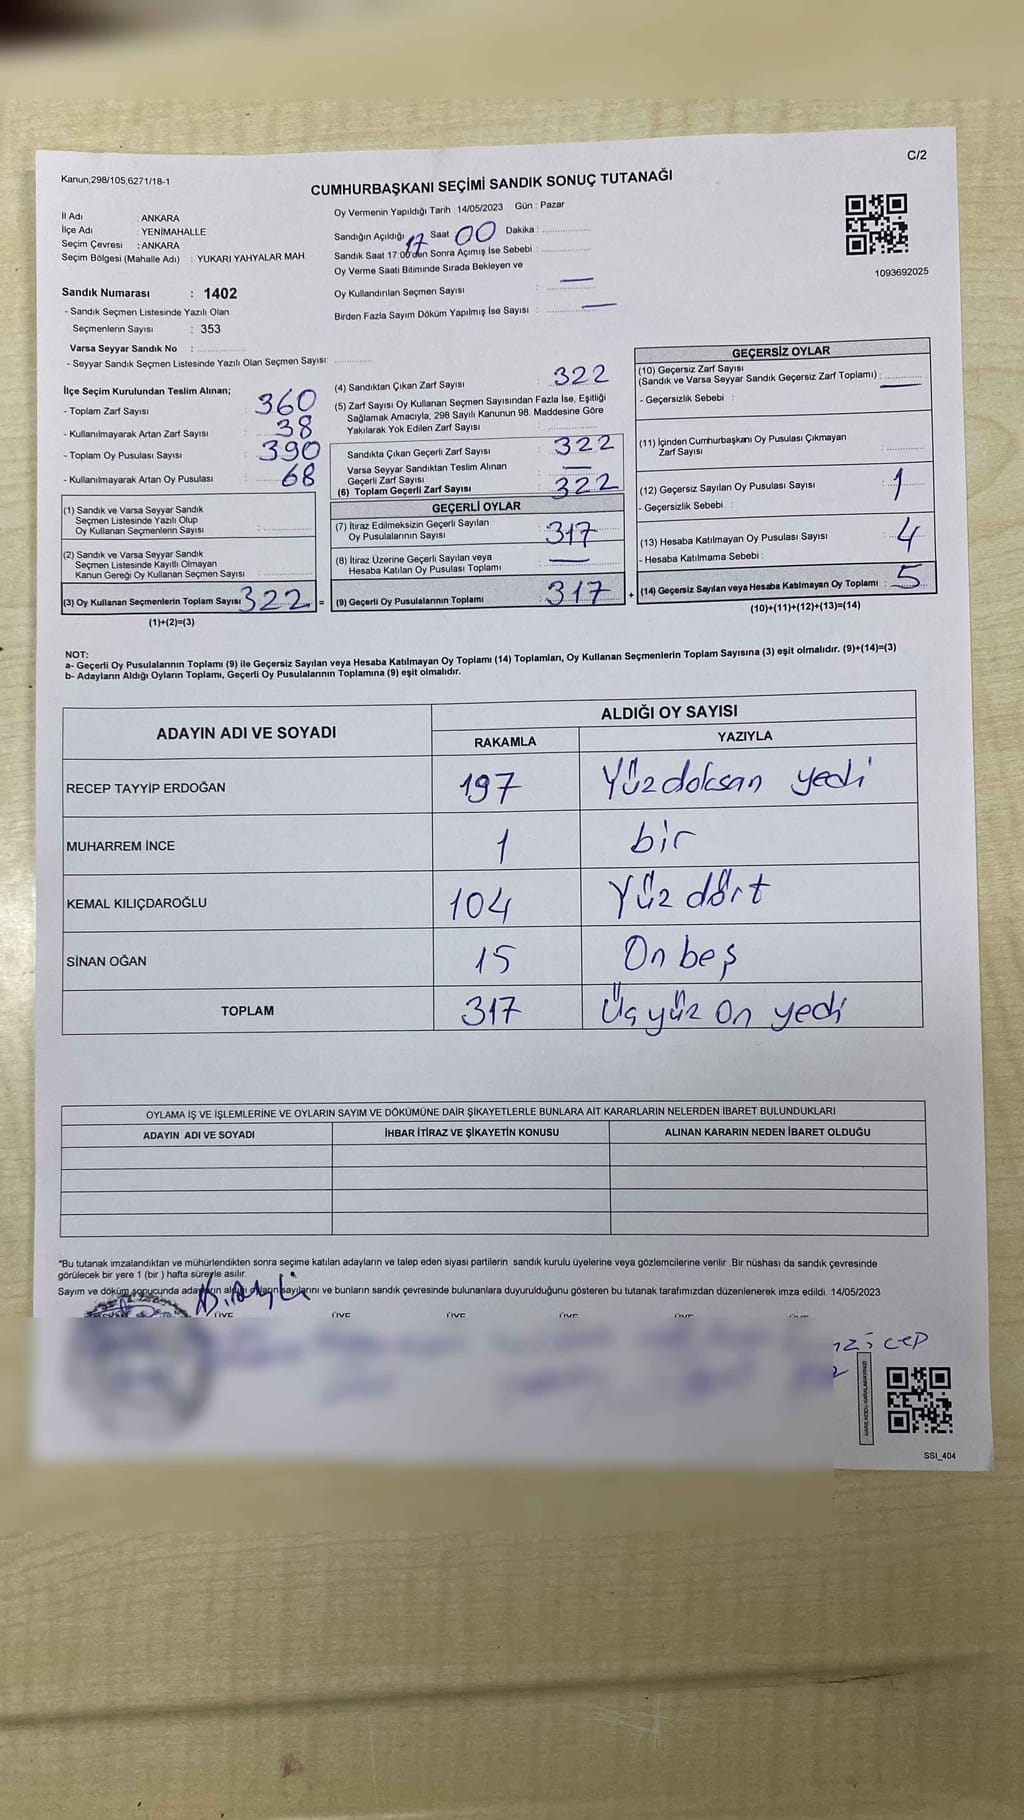 C/2
Kanun;298/105;6271/18-1
CUMHURBAŞKANI SEÇİMİ SANDIK SONUÇ TUTANAĞI
İl Adı : ANKARA
İlçe Adı : YENİMAHALLE
Seçim Çevresi : ANKARA
Seçim Bölgesi (Mahalle Adı) : YUKARI YAHYALAR MAH.
Sandık Numarası : 1402
- Sandık Seçmen Listesinde Yazılı Olan
Seçmenlerin Sayısı : 353
Varsa Seyyar Sandık No :
- Seyyar Sandık Seçmen Listesinde Yazılı Olan Seçmen Sayısı:
Oy Vermenin Yapıldığı Tarih : 14/05/2023 Gün : Pazar
Sandığın Açıldığı 17 Saat 00 Dakika :
Sandık Saat 17:00'den Sonra Açımış İse Sebebi :
Oy Verme Saati Bitiminde Sırada Bekleyen ve
Oy Kullandırılan Seçmen Sayısı : —
Birden Fazla Sayım Döküm Yapılmış İse Sayısı : —
1093692025
İlçe Seçim Kurulundan Teslim Alınan;
- Toplam Zarf Sayısı : 360
- Kullanılmayarak Artan Zarf Sayısı : 38
- Toplam Oy Pusulası Sayısı : 390
- Kullanılmayarak Artan Oy Pusulası : 68
(1) Sandık ve Varsa Seyyar Sandık
Seçmen Listesinde Yazılı Olup
Oy Kullanan Seçmenlerin Sayısı :
(2) Sandık ve Varsa Seyyar Sandık
Seçmen Listesinde Kayıtlı Olmayan
Kanun Gereği Oy Kullanan Seçmen Sayısı :
(3) Oy Kullanan Seçmenlerin Toplam Sayısı 322 =
(1)+(2)=(3)
(4) Sandıktan Çıkan Zarf Sayısı : 322
(5) Zarf Sayısı Oy Kullanan Seçmen Sayısından Fazla İse, Eşitliği
Sağlamak Amacıyla; 298 Sayılı Kanunun 98. Maddesine Göre
Yakılarak Yok Edilen Zarf Sayısı :
Sandıkta Çıkan Geçerli Zarf Sayısı : 322
Varsa Seyyar Sandıktan Teslim Alınan
Geçerli Zarf Sayısı : —
(6) Toplam Geçerli Zarf Sayısı : 322
GEÇERLİ OYLAR
(7) İtiraz Edilmeksizin Geçerli Sayılan
Oy Pusulalarının Sayısı : 317
(8) İtiraz Üzerine Geçerli Sayılan veya
Hesaba Katılan Oy Pusulası Toplamı : —
(9) Geçerli Oy Pusulalarının Toplamı : 317 +
GEÇERSİZ OYLAR
(10) Geçersiz Zarf Sayısı
(Sandık ve Varsa Seyyar Sandık Geçersiz Zarf Toplamı) : —
- Geçersizlik Sebebi :
(11) İçinden Cumhurbaşkanı Oy Pusulası Çıkmayan
Zarf Sayısı :
(12) Geçersiz Sayılan Oy Pusulası Sayısı : 1
- Geçersizlik Sebebi :
(13) Hesaba Katılmayan Oy Pusulası Sayısı : 4
- Hesaba Katılmama Sebebi :
(14) Geçersiz Sayılan veya Hesaba Katılmayan Oy Toplamı : 5
(10)+(11)+(12)+(13)=(14)
NOT:
a- Geçerli Oy Pusulalarının Toplamı (9) ile Geçersiz Sayılan veya Hesaba Katılmayan Oy Toplamı (14) Toplamları, Oy Kullanan Seçmenlerin Toplam Sayısına (3) eşit olmalıdır. (9)+(14)=(3)
b- Adayların Aldığı Oyların Toplamı, Geçerli Oy Pusulalarının Toplamına (9) eşit olmalıdır.
ADAYIN ADI VE SOYADI
ALDIĞI OY SAYISI
RAKAMLA YAZIYLA
RECEP TAYYİP ERDOĞAN 197 Yüz doksan yedi
MUHARREM İNCE 1 bir
KEMAL KILIÇDAROĞLU 104 Yüz dört
SİNAN OĞAN 15 On beş
TOPLAM 317 Üç yüz on yedi
OYLAMA İŞ VE İŞLEMLERİNE VE OYLARIN SAYIM VE DÖKÜMÜNE DAİR ŞİKAYETLERLE BUNLARA AİT KARARLARIN NELERDEN İBARET BULUNDUKLARI
ADAYIN ADI VE SOYADI İHBAR İTİRAZ VE ŞİKAYETİN KONUSU ALINAN KARARIN NEDEN İBARET OLDUĞU
*Bu tutanak imzalandıktan ve mühürlendikten sonra seçime katılan adayların ve talep eden siyasi partilerin sandık kurulu üyelerine veya gözlemcilerine verilir .Bir nüshası da sandık çevresinde
görülecek bir yere 1 (bir ) hafta süreyle asılır.
Sayım ve döküm sonucunda adayların aldığı oyların sayılarını ve bunların sandık çevresinde bulunanlara duyurulduğunu gösteren bu tutanak tarafımızdan düzenlenerek imza edildi. 14/05/2023
ÜYE ÜYE ÜYE ÜYE ÜYE
SSI_404